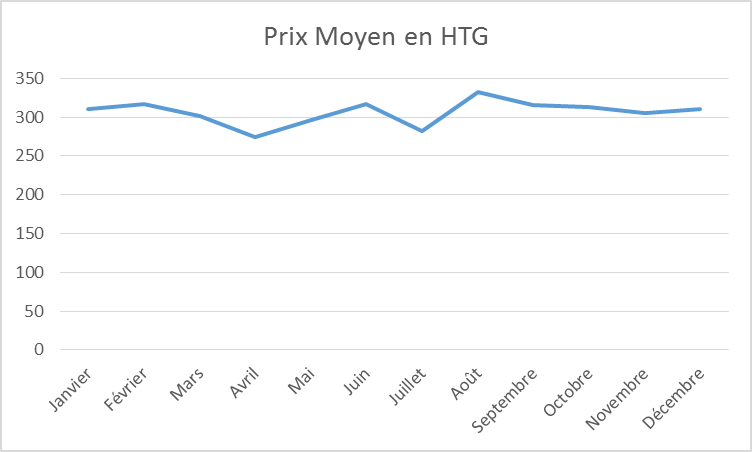 Prix Moyen en HTG
350
300
250
200
150
100
50
0
Janvier
Février
Mars
Avril
Mai
Juin
Juillet
Août
Septembre
Octobre
Novembre
Décembre